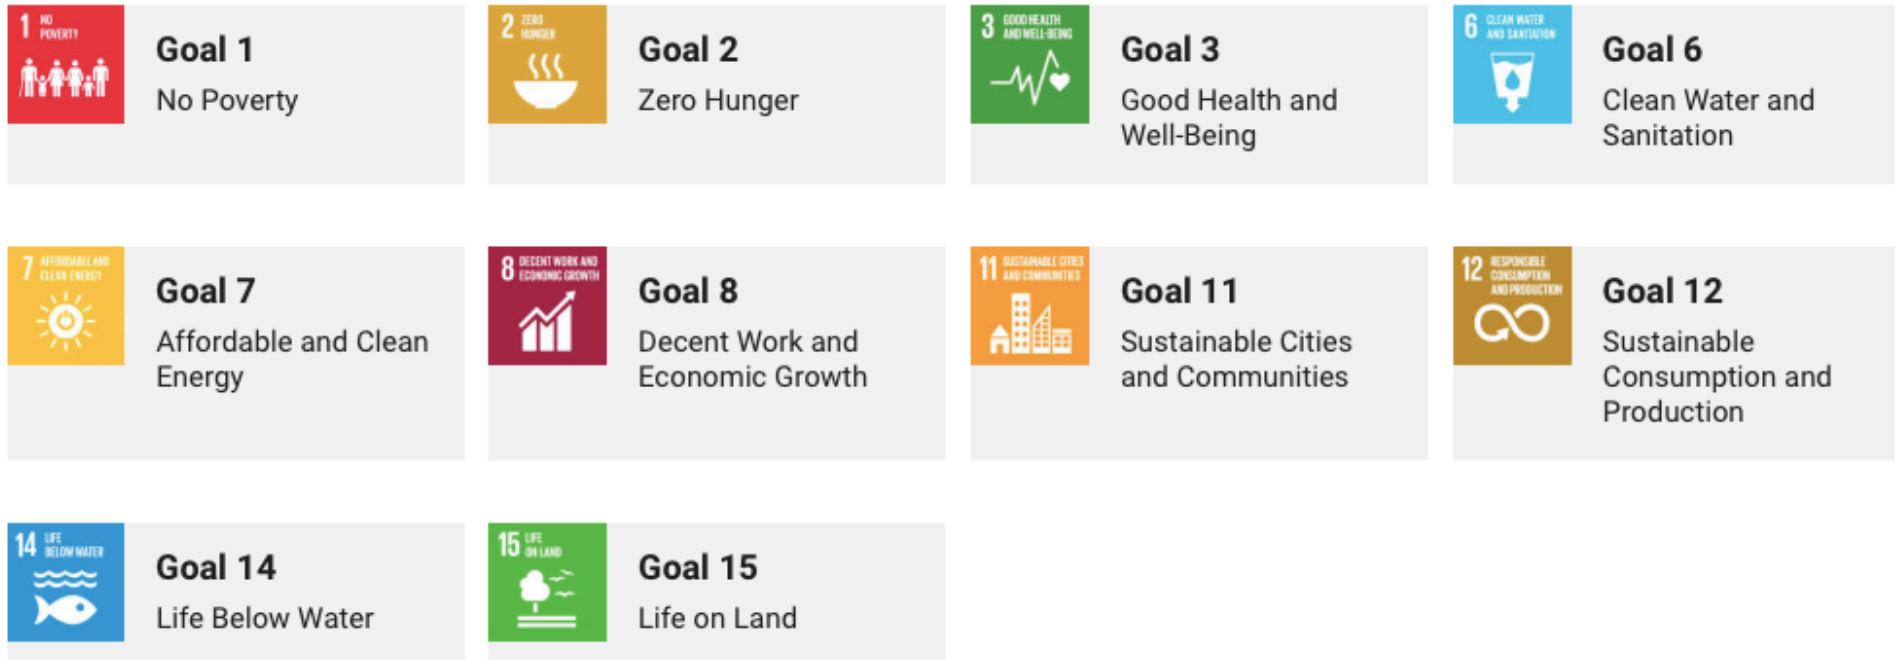 1 NO
POVERTY
Goal 1
No Poverty
2 ZERO
HUNGER
Goal 2
Zero Hunger
3 GOOD HEALTH
AND WELL-BEING
Goal 3
Good Health and
Well-Being
6 CLEAN WATER
AND SANITATION
Goal 6
Clean Water and
Sanitation
7 AFFORDABLE AND
CLEAN ENERGY
Goal 7
Affordable and Clean
Energy
8 DECENT WORK AND
ECONOMIC GROWTH
Goal 8
Decent Work and
Economic Growth
11 SUSTAINABLE CITIES
AND COMMUNITIES
Goal 11
Sustainable Cities
and Communities
12 RESPONSIBLE
CONSUMPTION
AND PRODUCTION
Goal 12
Sustainable
Consumption and
Production
14 LIFE
BELOW WATER
Goal 14
Life Below Water
15 LIFE
ON LAND
Goal 15
Life on Land